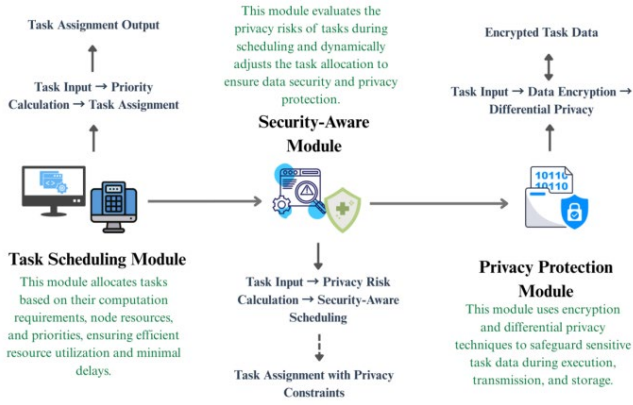 Task Assignment Output
Task Input → Priority
Calculation → Task Assignment
Task Scheduling Module
This module allocates tasks
based on their computation
requirements, node resources,
and priorities, ensuring efficient
resource utilization and minimal
delays.
This module evaluates the
privacy risks of tasks during
scheduling and dynamically
adjusts the task allocation to
ensure data security and privacy
protection.
Security-Aware
Module
Task Input → Privacy Risk
Calculation → Security-Aware
Scheduling
Task Assignment with Privacy
Constraints
Encrypted Task Data
Task Input → Data Encryption →
Differential Privacy
10110
10110
Privacy Protection
Module
This module uses encryption
and differential privacy
techniques to safeguard sensitive
task data during execution,
transmission, and storage.